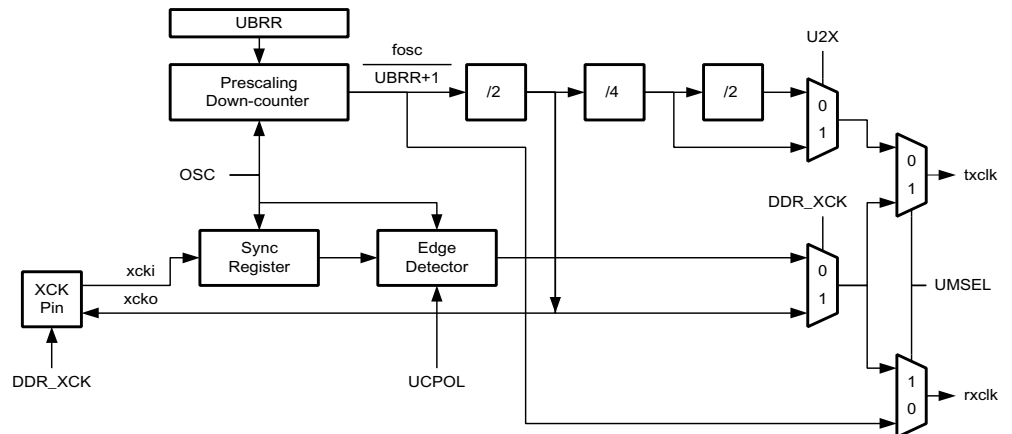 UBRR
Prescaling
Down-counter
fosc
UBRR+1
/2
/4
/2
U2X
0
1
OSC
0
1
txclk
DDR_XCK
xcki
Sync
Register
Edge
Detector
0
1
UMSEL
XCK
Pin
xcko
DDR_XCK
UCPOL
1
0
rxclk